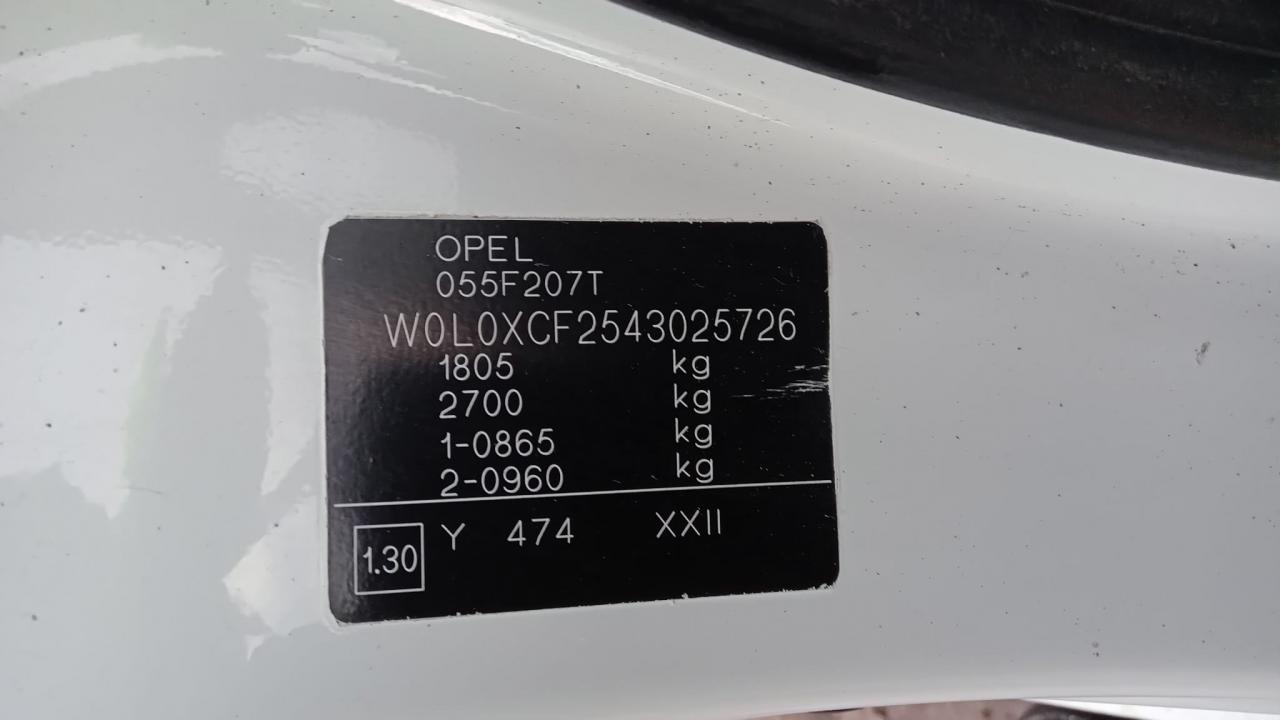 OPEL
055F207T
W0L0XCF2543025726
1805 kg
2700 kg
1-0865 kg
2-0960 kg
1.30 Y 474 XXII